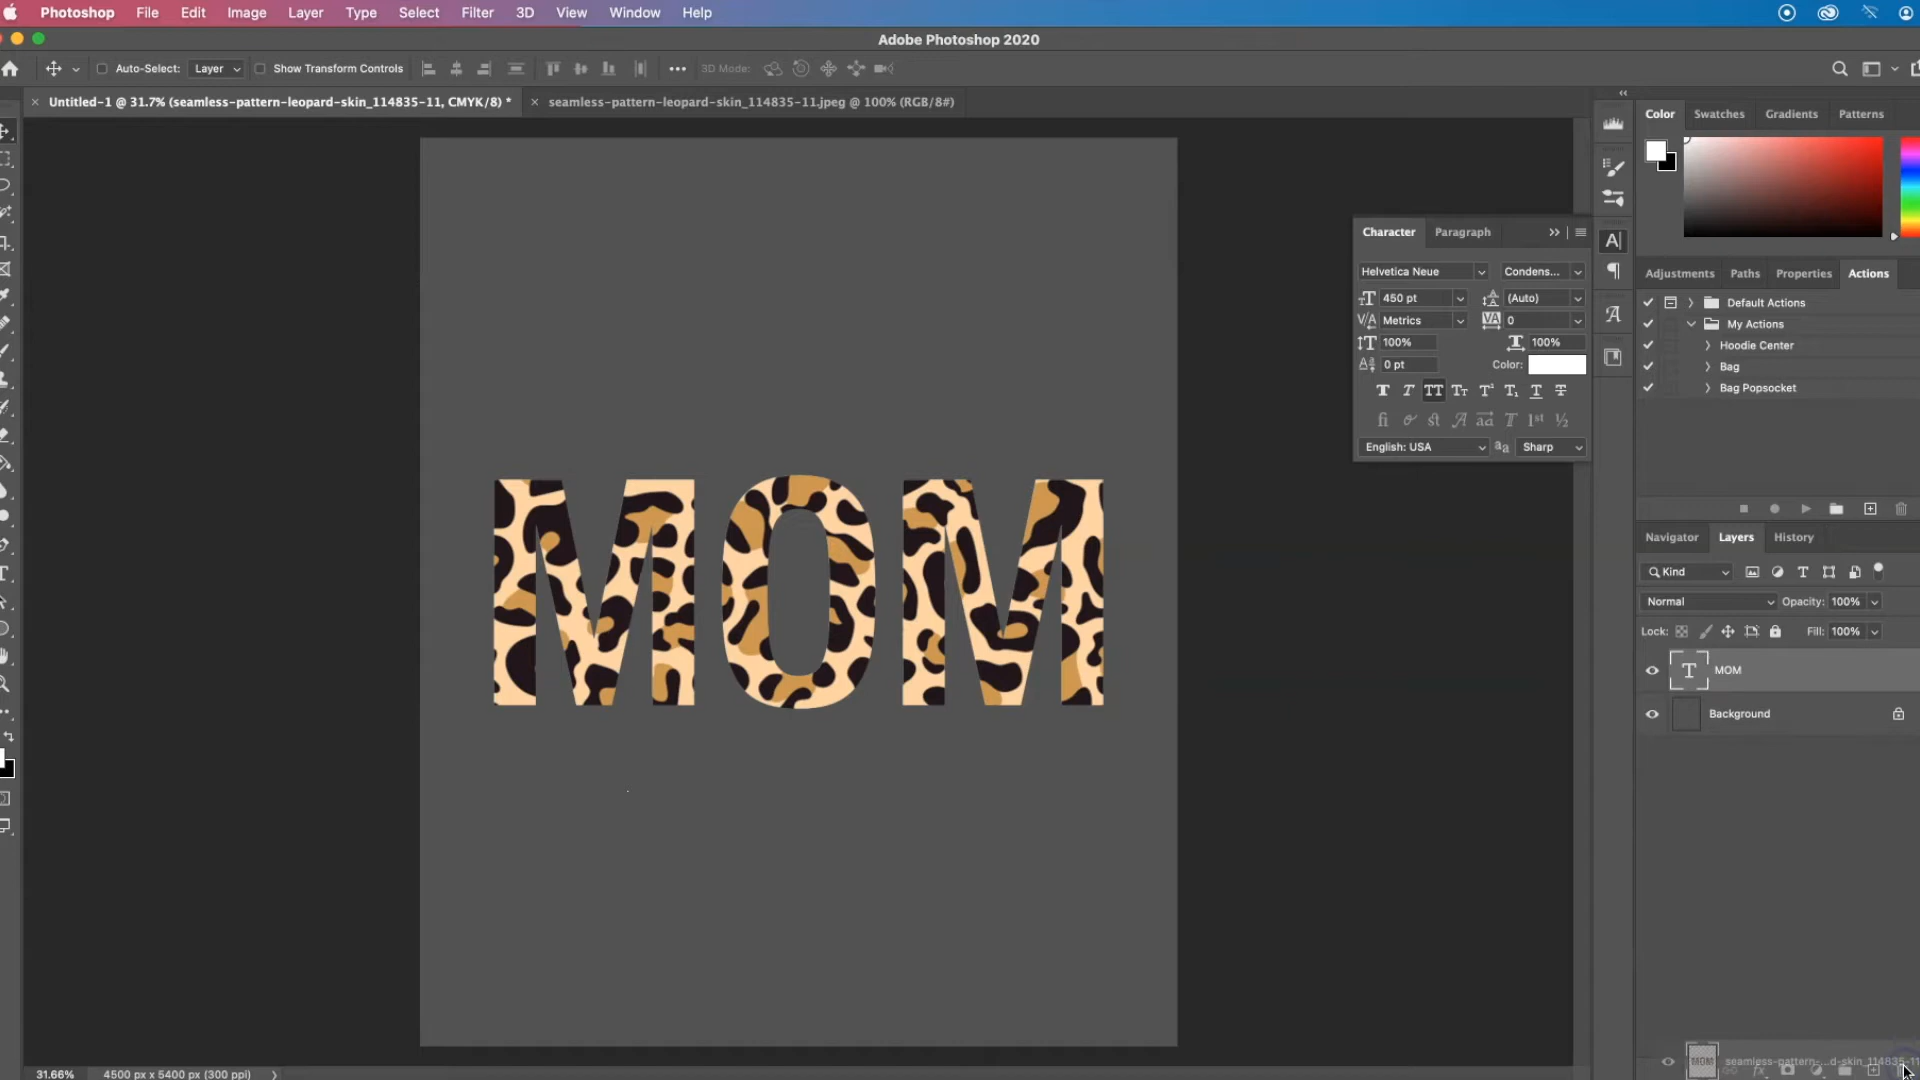 Photoshop File Edit Image Layer Type Select Filter 3D View Window Help
Adobe Photoshop 2020
Auto-Select: Layer Show Transform Controls 3D Mode:
Untitled-1 @ 31.7% (seamless-pattern-leopard-skin_114835-11, CMYK/8) * seamless-pattern-leopard-skin_114835-11.jpeg @ 100% (RGB/8#)
Color Swatches Gradients Patterns
Character Paragraph
Helvetica Neue Condens...
450 pt (Auto)
Metrics 0
100% 100%
0 pt Color:
English: USA Sharp
Adjustments Paths Properties Actions
Default Actions
My Actions
Hoodie Center
Bag
Bag Popsocket
MOM
Navigator Layers History
Kind
Normal Opacity: 100%
Lock: Fill: 100%
MOM
Background
seamless-pattern-...d-skin_114835-11
31.66% 4500 px x 5400 px (300 ppi)